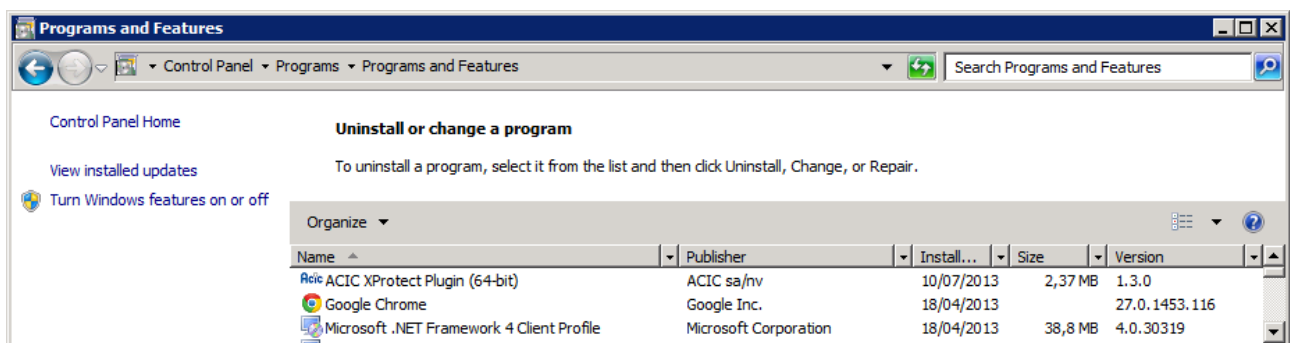 Programs and Features
Control Panel Programs Programs and Features Search Programs and Features
Control Panel Home
Uninstall or change a program
View installed updates
To uninstall a program, select it from the list and then click Uninstall, Change, or Repair.
Turn Windows features on or off
Organize
Name Publisher Install... Size Version
Acic ACIC XProtect Plugin (64-bit) ACIC sa/nv 10/07/2013 2,37 MB 1.3.0
Google Chrome Google Inc. 18/04/2013 27.0.1453.116
Microsoft .NET Framework 4 Client Profile Microsoft Corporation 18/04/2013 38,8 MB 4.0.30319